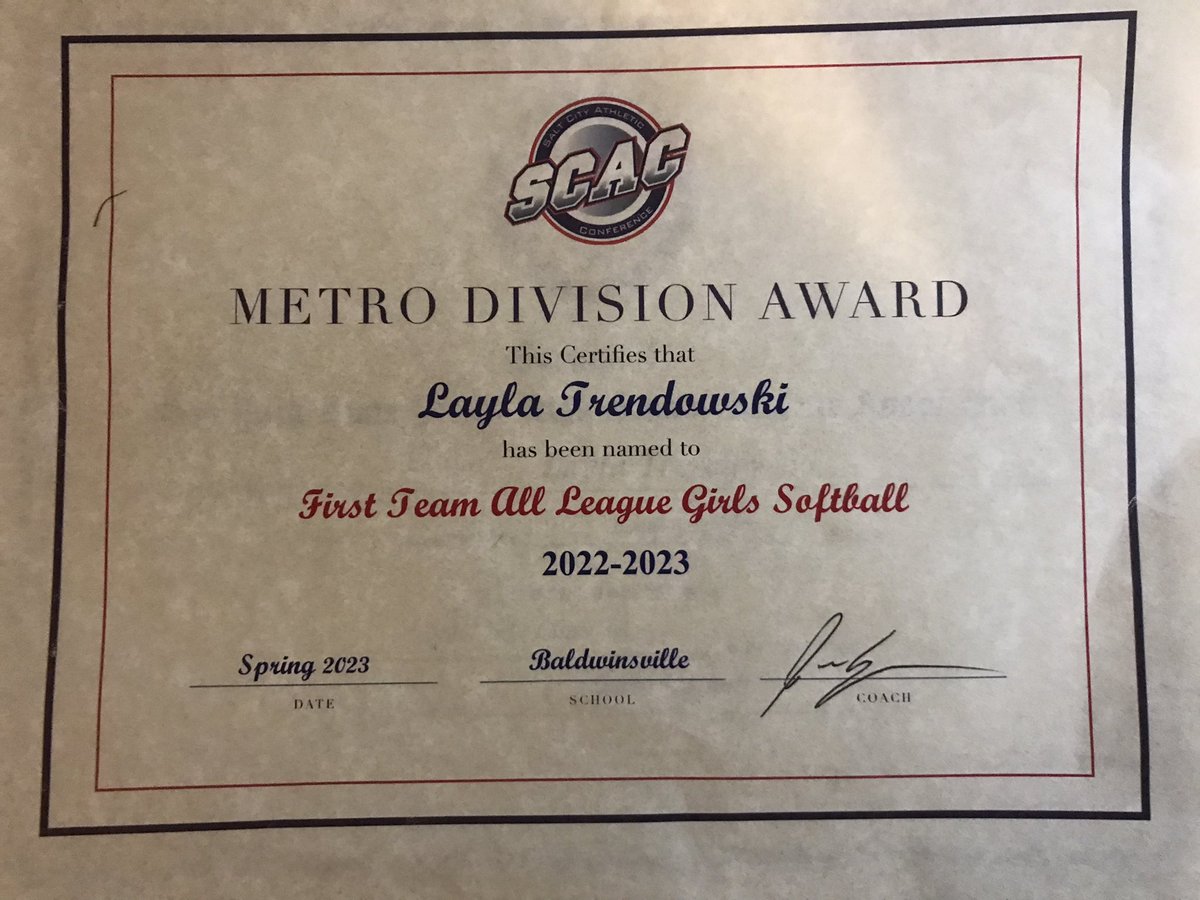 SALT CITY ATHLETIC
SCAC
CONFERENCE
METRO DIVISION AWARD
This Certifies that
Layla Trendowski
has been named to
First Team All League Girls Softball
2022-2023
Spring 2023 Baldwinsville
DATE SCHOOL COACH